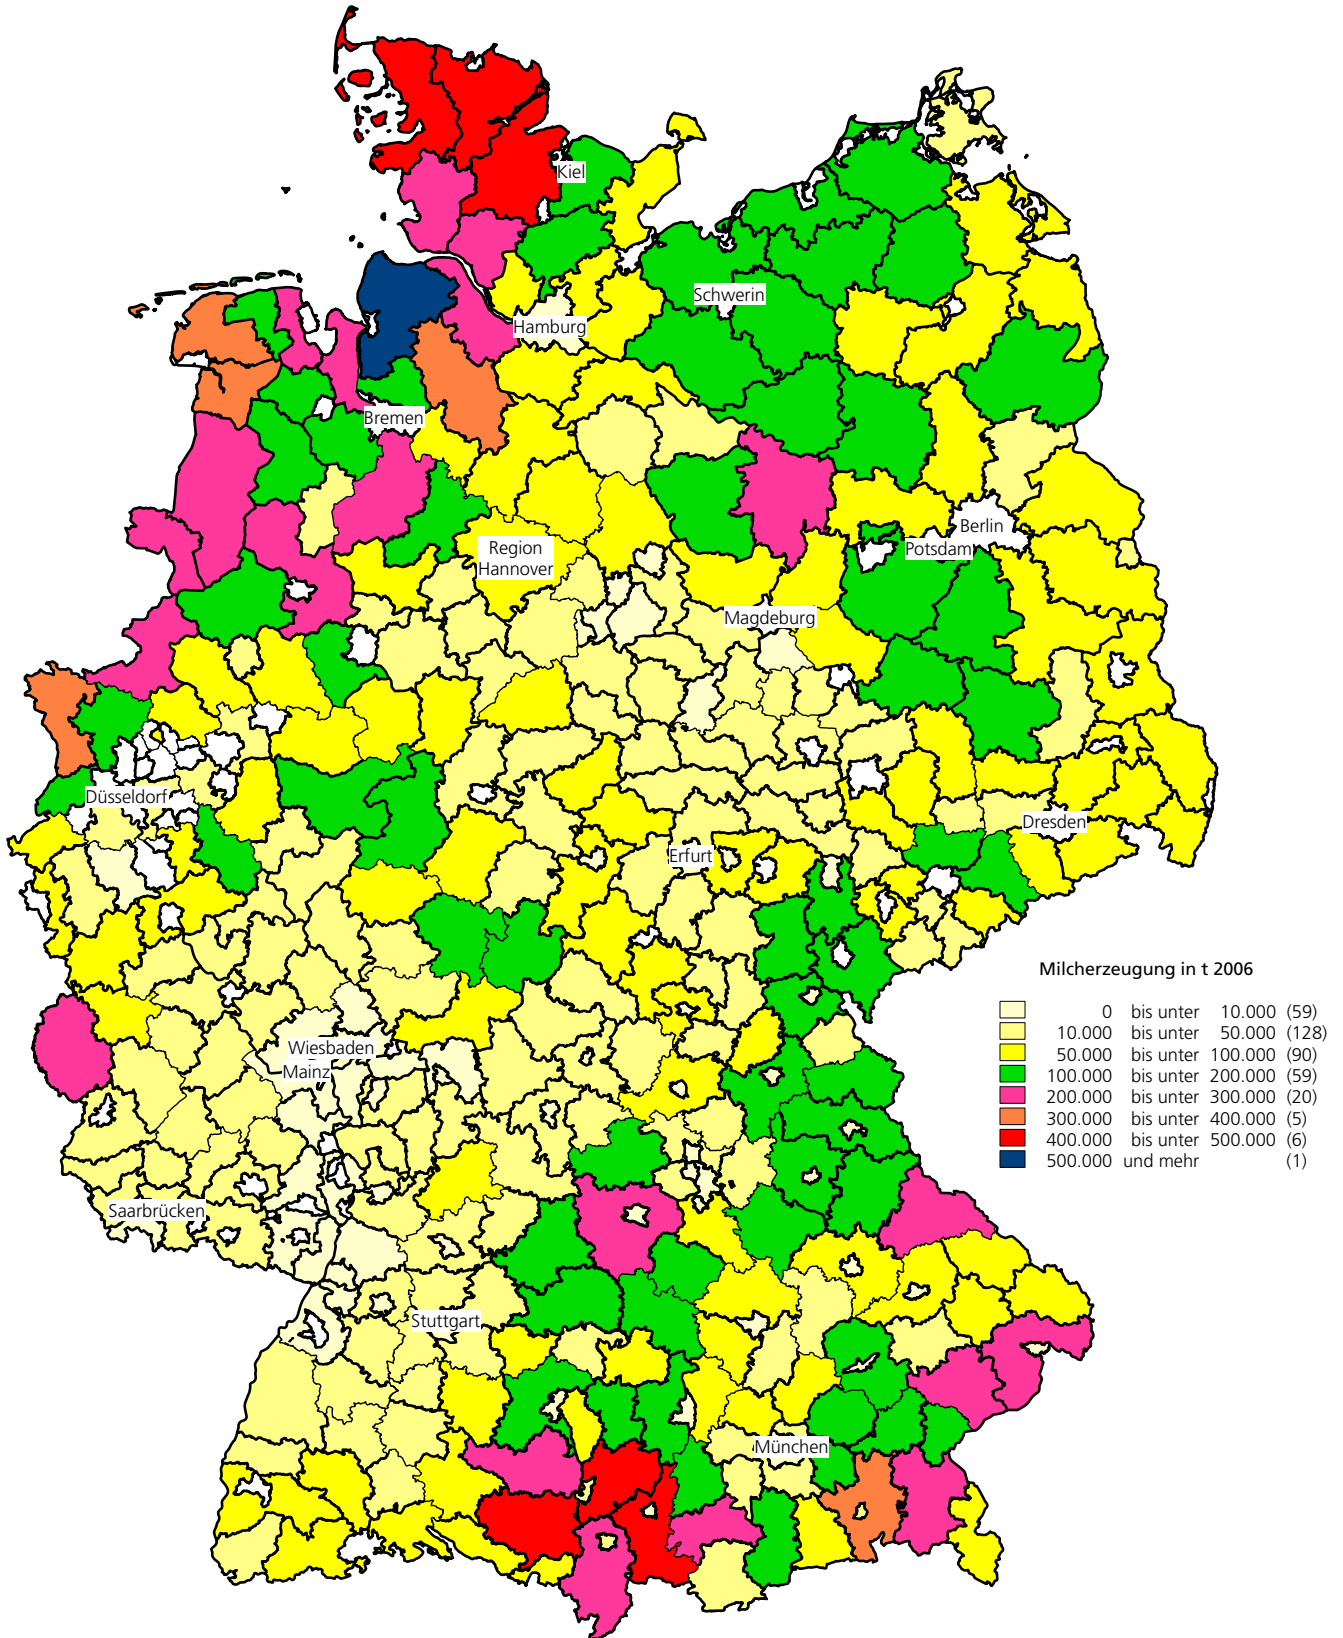 Kiel
Schwerin
Hamburg
Bremen
Berlin
Region
Hannover
Potsdam
Magdeburg
Düsseldorf
Dresden
Erfurt
Milcherzeugung in t 2006
0 bis unter 10.000 (59)
10.000 bis unter 50.000 (128)
50.000 bis unter 100.000 (90)
100.000 bis unter 200.000 (59)
200.000 bis unter 300.000 (20)
300.000 bis unter 400.000 (5)
400.000 bis unter 500.000 (6)
500.000 und mehr (1)
Wiesbaden
Mainz
Saarbrücken
Stuttgart
München